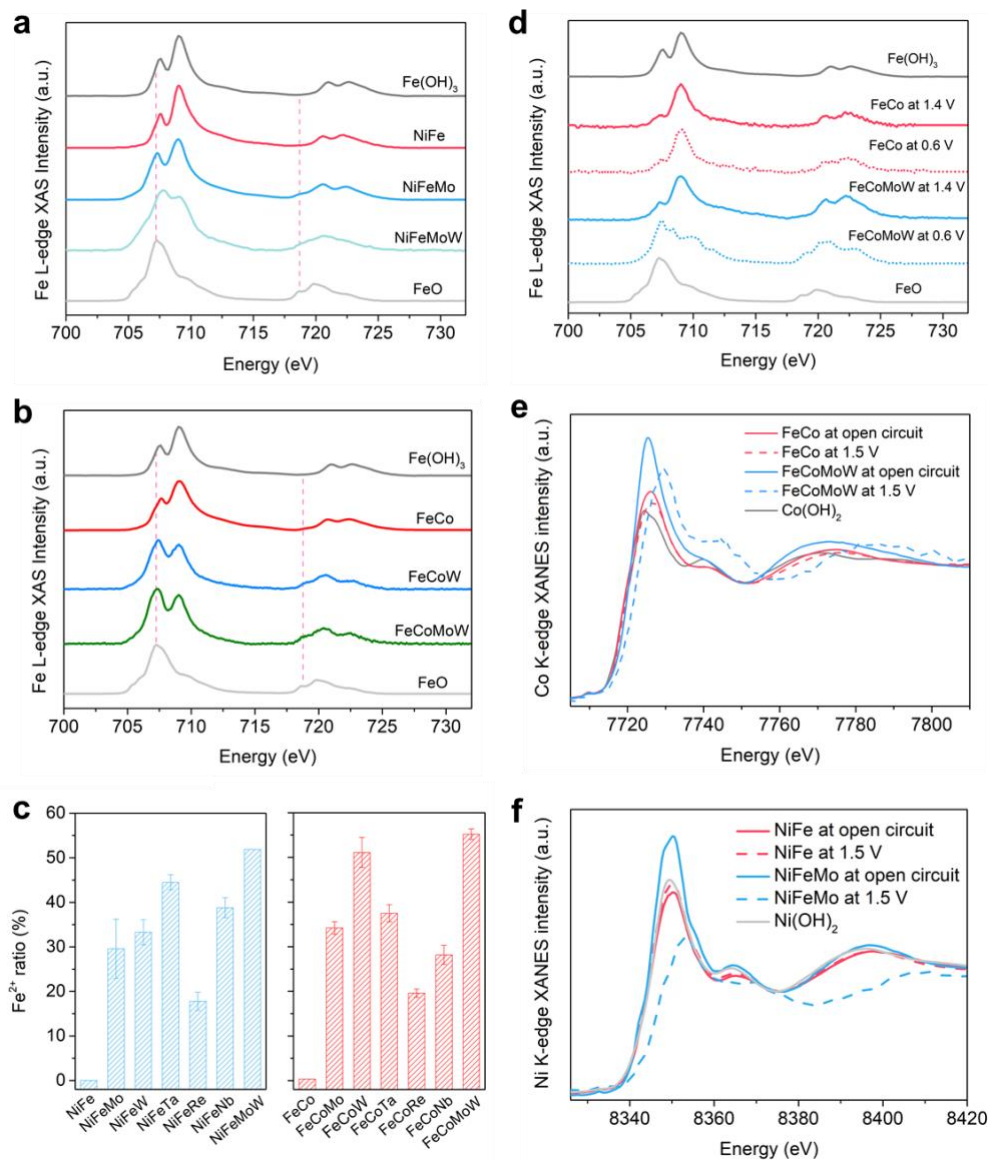 a
Fe L-edge XAS Intensity (a.u.)
Fe(OH)₃
NiFe
NiFeMo
NiFeMoW
FeO
700 705 710 715 720 725 730
Energy (eV)
b
Fe L-edge XAS Intensity (a.u.)
Fe(OH)₃
FeCo
FeCoW
FeCoMoW
FeO
700 705 710 715 720 725 730
Energy (eV)
c
Fe²⁺ ratio (%)
60
50
40
30
20
10
0
NiFe
NiFeMo
NiFeW
NiFeTa
NiFeRe
NiFeNb
NiFeMoW
FeCo
FeCoMo
FeCoW
FeCoTa
FeCoRe
FeCoNb
FeCoMoW
d
Fe L-edge XAS Intensity (a.u.)
Fe(OH)₃
FeCo at 1.4 V
FeCo at 0.6 V
FeCoMoW at 1.4 V
FeCoMoW at 0.6 V
FeO
700 705 710 715 720 725 730
Energy (eV)
e
Co K-edge XANES intensity (a.u.)
FeCo at open circuit
FeCo at 1.5 V
FeCoMoW at open circuit
FeCoMoW at 1.5 V
Co(OH)₂
7720 7740 7760 7780 7800
Energy (eV)
f
Ni K-edge XANES intensity (a.u.)
NiFe at open circuit
NiFe at 1.5 V
NiFeMo at open circuit
NiFeMo at 1.5 V
Ni(OH)₂
8340 8360 8380 8400 8420
Energy (eV)